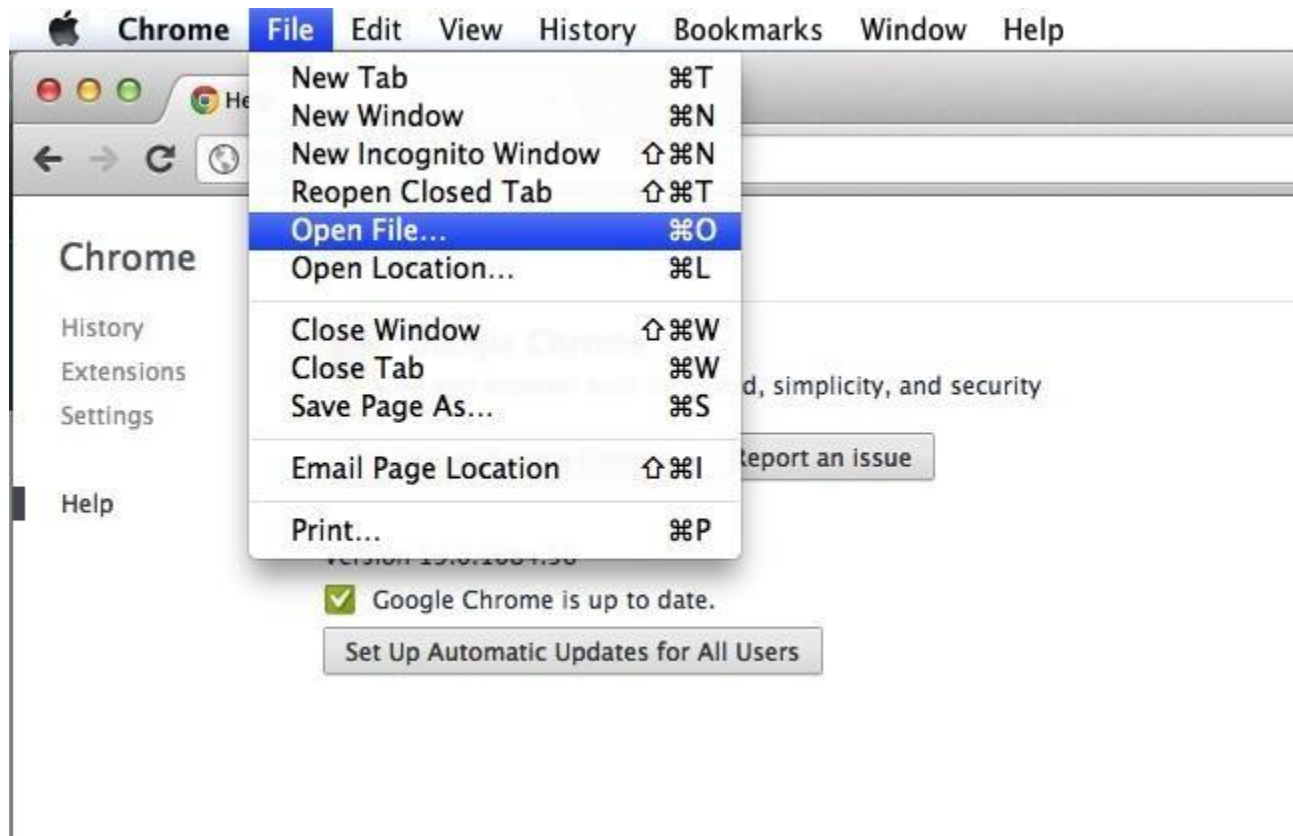 Chrome File Edit View History Bookmarks Window Help
He
New Tab ⌘T
New Window ⌘N
New Incognito Window ⇧⌘N
Reopen Closed Tab ⇧⌘T
Open File... ⌘O
Open Location... ⌘L
Close Window ⇧⌘W
Close Tab ⌘W
Save Page As... ⌘S
Email Page Location ⇧⌘I
Print... ⌘P
Chrome
History
Extensions
Settings
Help
d, simplicity, and security
Report an issue
Google Chrome is up to date.
Set Up Automatic Updates for All Users